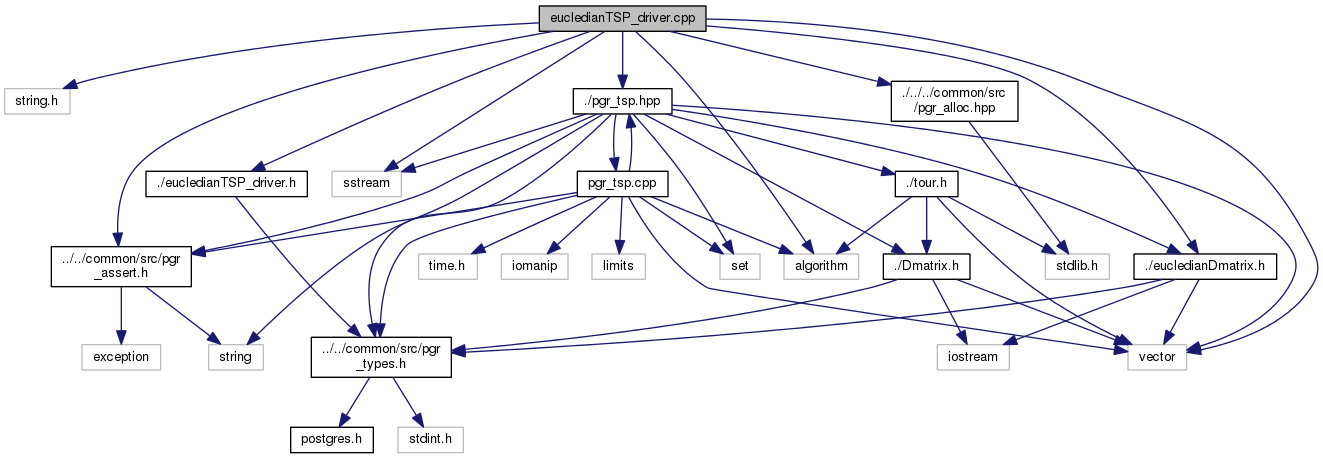 eucledianTSP_driver.cpp
string.h
./pgr_tsp.hpp
./../../common/src
/pgr_alloc.hpp
./eucledianTSP_driver.h
sstream
pgr_tsp.cpp
./tour.h
../../common/src/pgr
_assert.h
time.h
iomanip
limits
set
algorithm
./Dmatrix.h
stdlib.h
./eucledianDmatrix.h
exception
string
../../common/src/pgr
_types.h
iostream
vector
postgres.h
stdint.h